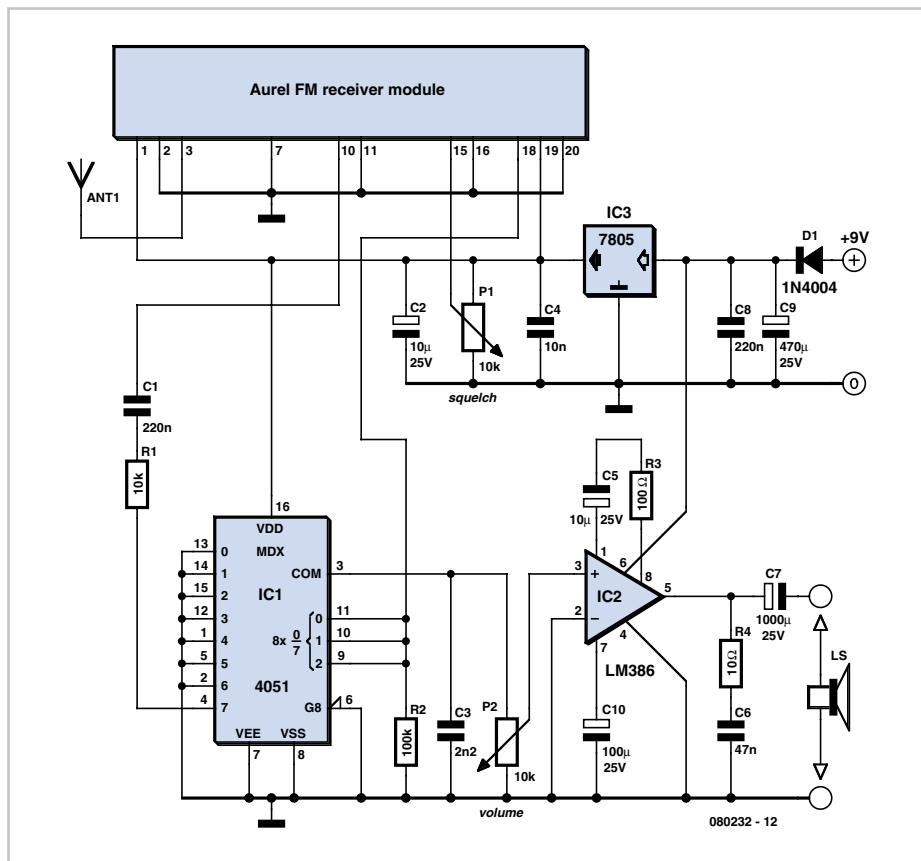 Aurel FM receiver module
1 2 3 7 10 11 15 16 18 19 20
ANT1
IC3
7805
D1
+9V
1N4004
C2
10µ
25V
P1
10k
squelch
C4
10n
C8
220n
C9
470µ
25V
0
C1
220n
R1
10k
16
VDD
MDX
IC1
4051
COM
3
13 0
14 1
15 2
12 3
1 4
5 5
2 6
4 7
8x 0/7
0 11
1 10
2 9
G8 6
VEE
VSS
7
8
R2
100k
C3
2n2
P2
10k
volume
C5
10µ
25V
R3
100Ω
1
6
8
3
+
IC2
5
2
–
4
7
LM386
C10
100µ
25V
C7
1000µ
25V
R4
10Ω
C6
47n
LS
080232 - 12